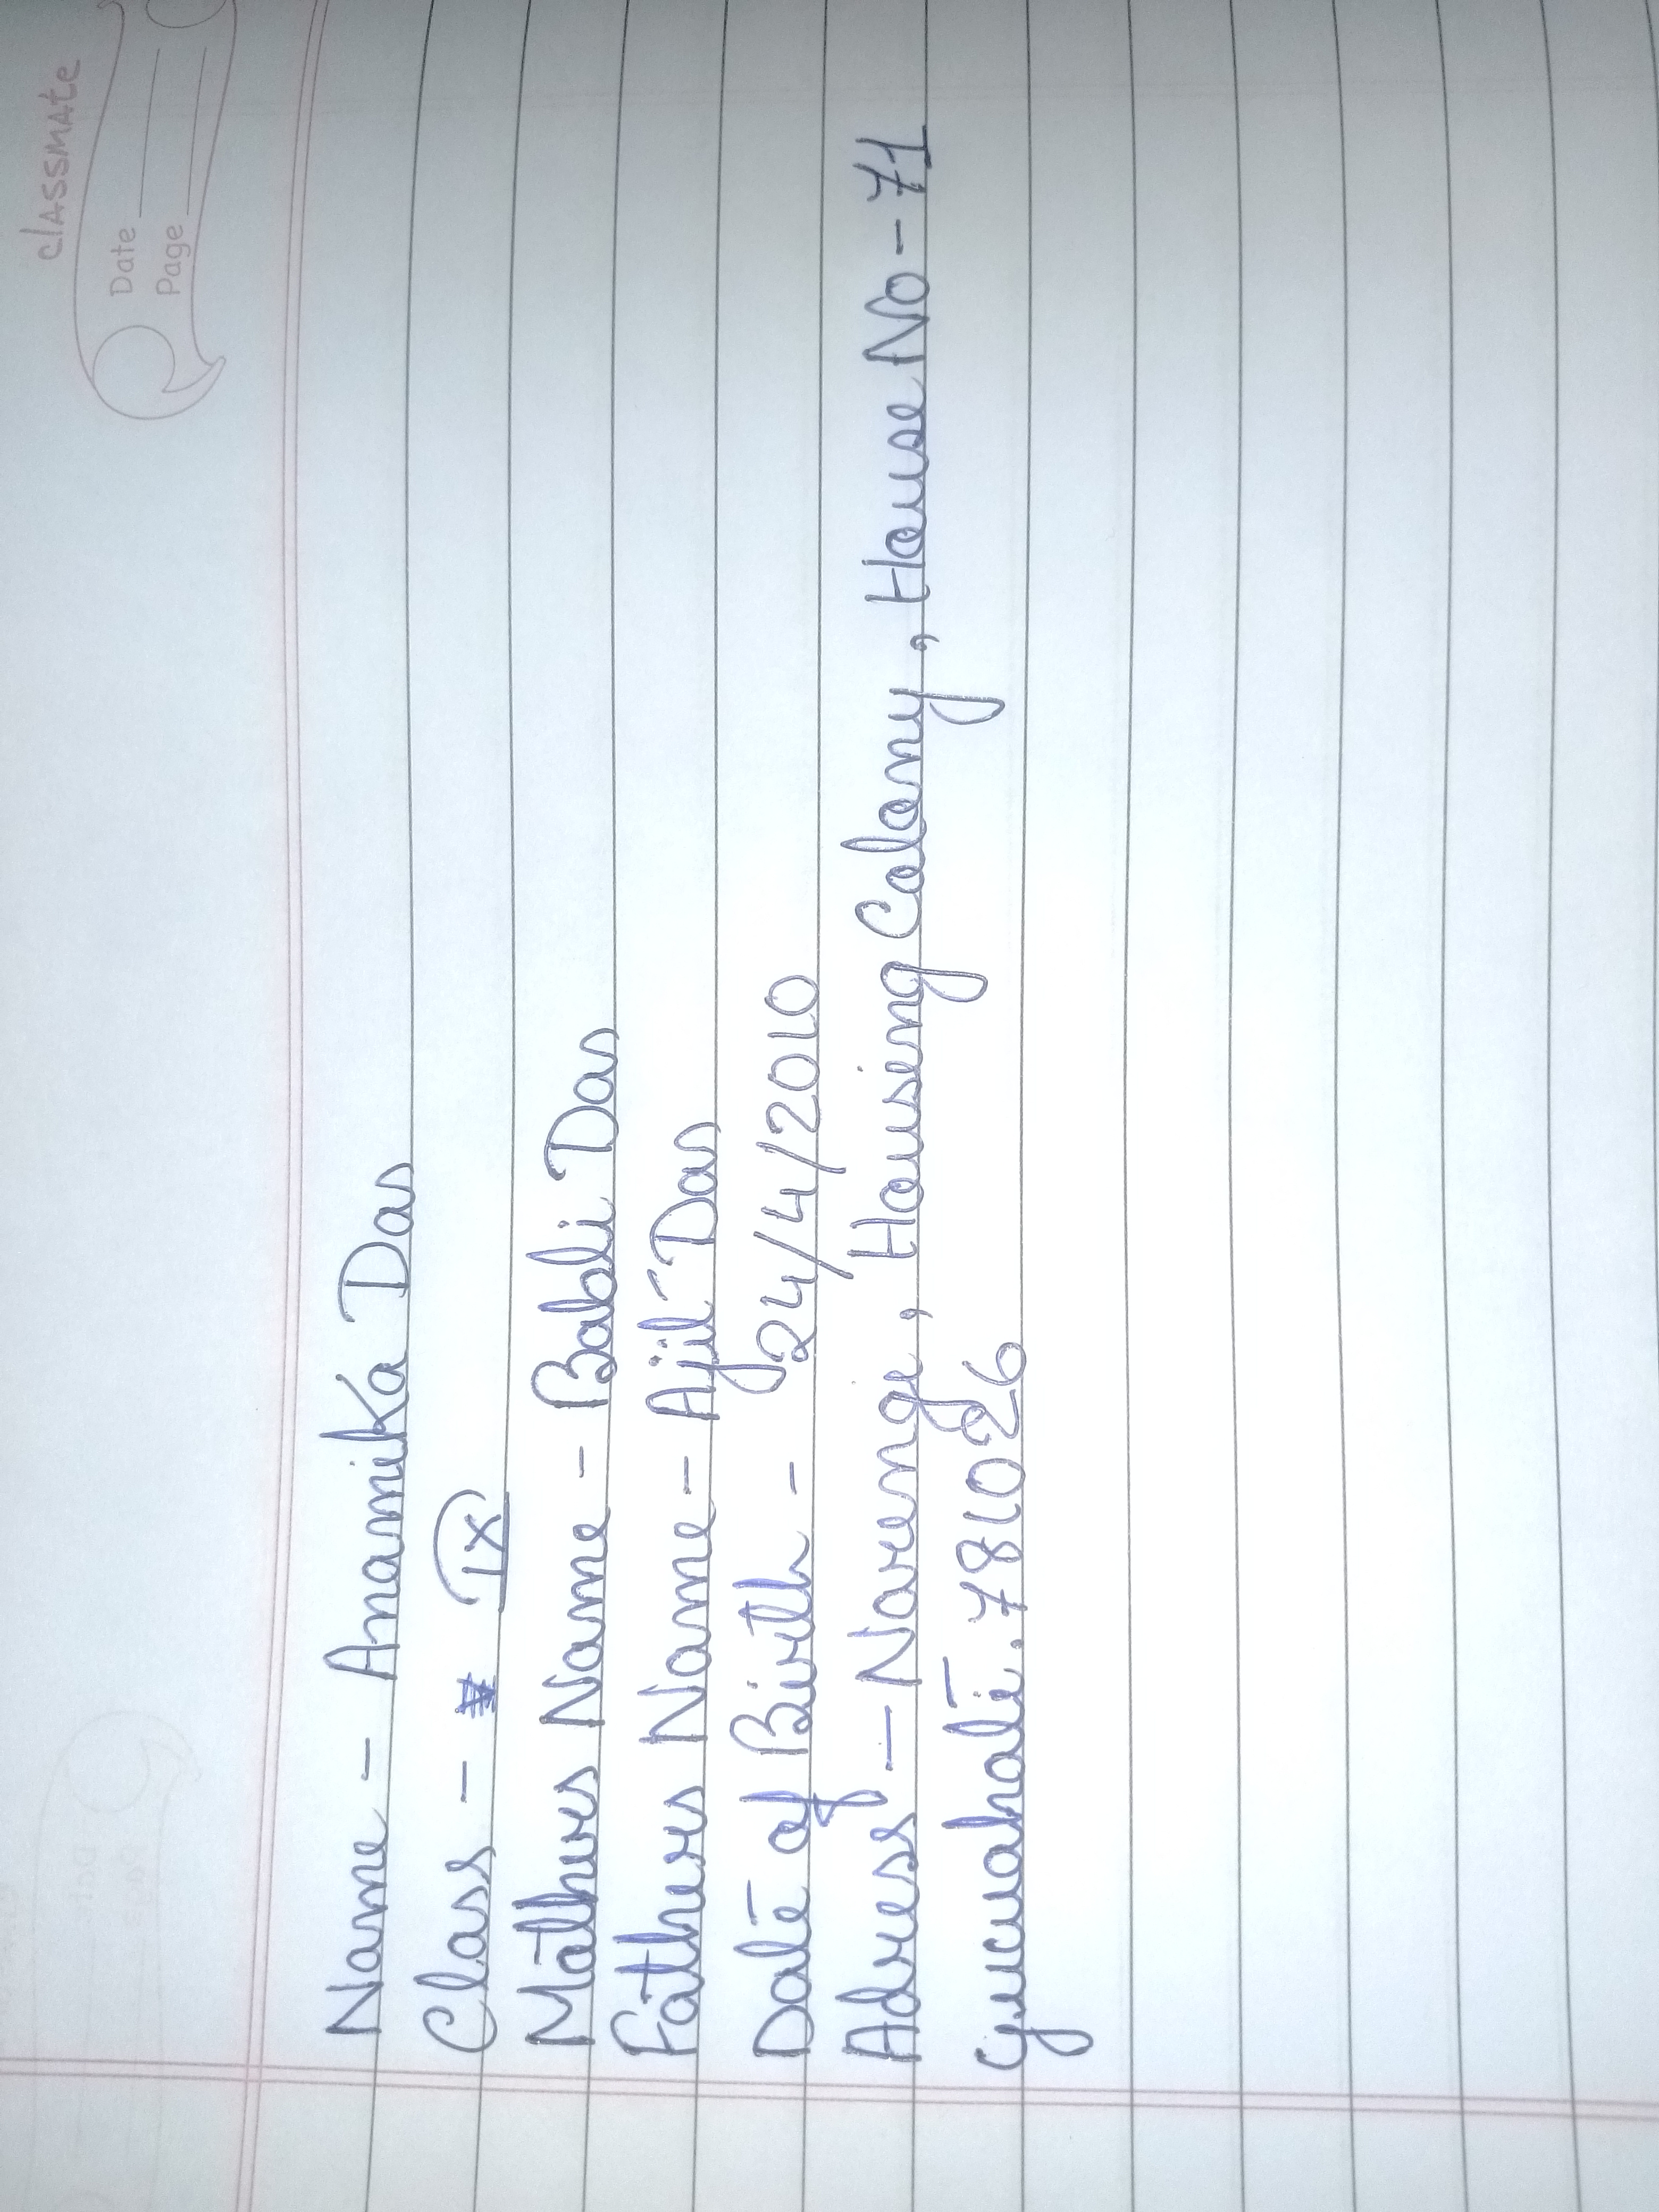 classmate
Date
Page
Name - Anamika Das
Class - IX
Mothers Name - Babli Das
Fathers Name - Ajit Das
Date of Birth - 24/4/2010
Adress - Narengi, Housing Colony, House No - 71
Guwahati. 781026